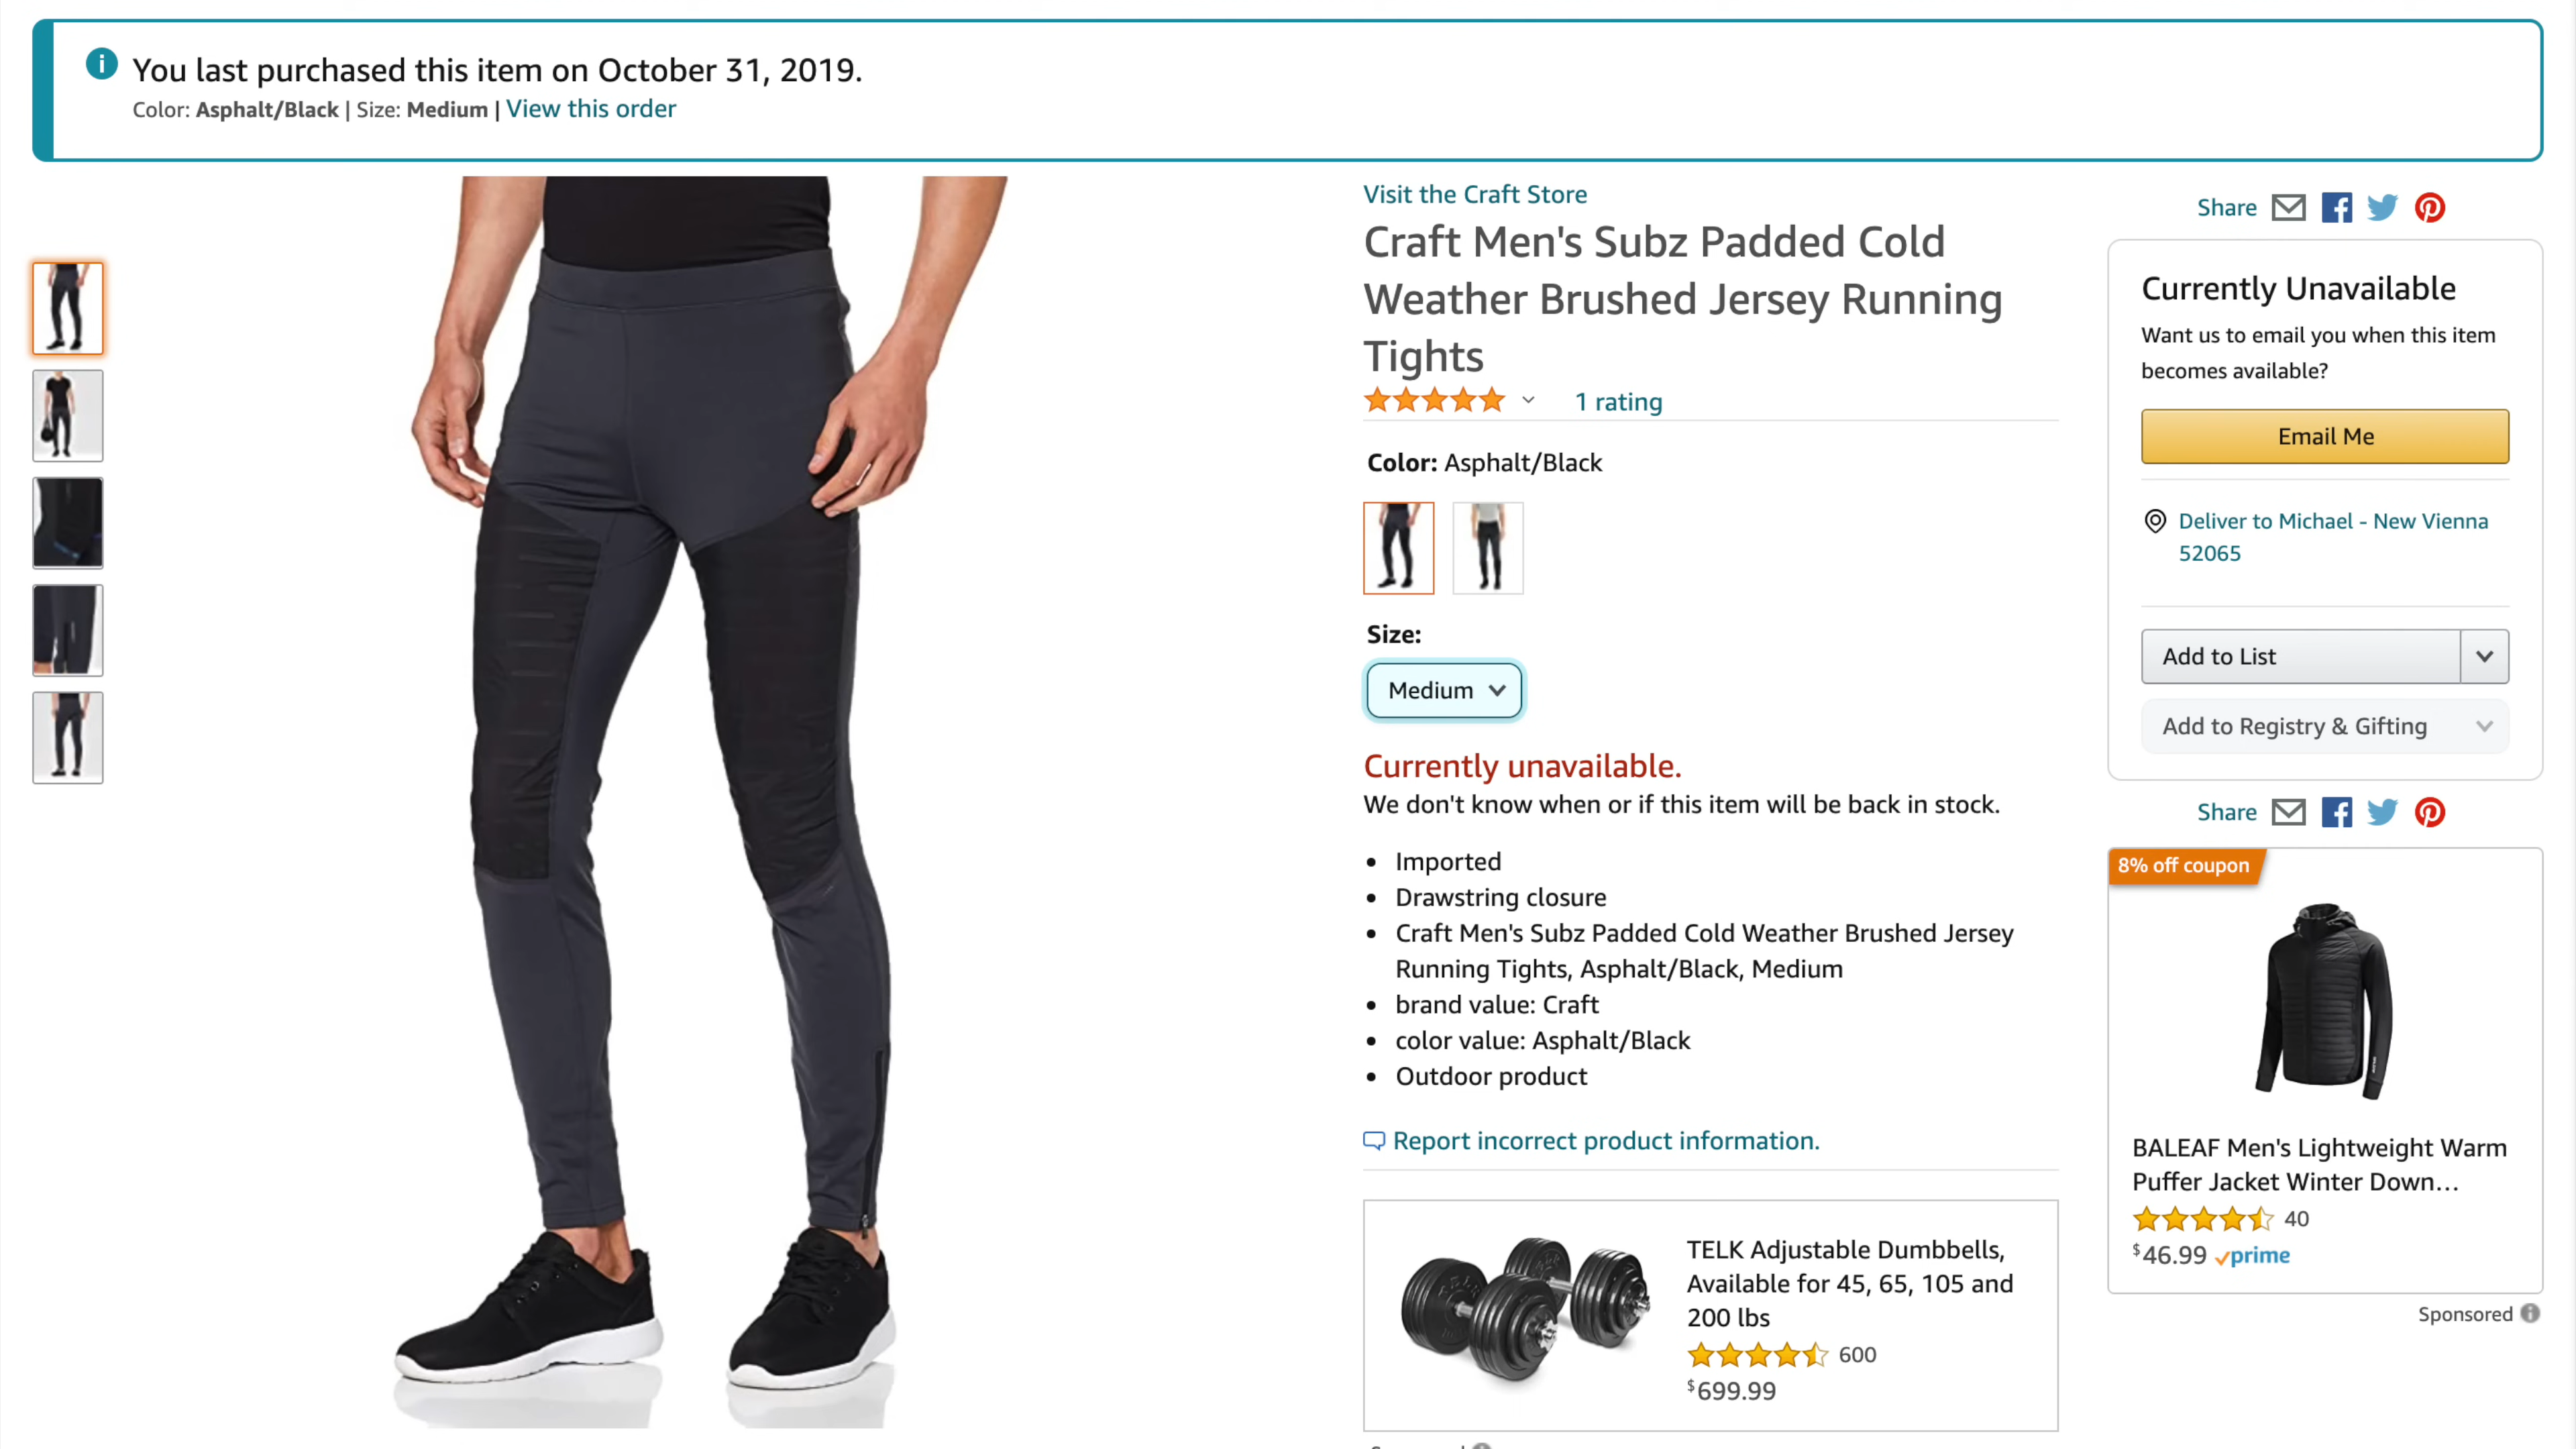 You last purchased this item on October 31, 2019.
Color: Asphalt/Black | Size: Medium | View this order
Visit the Craft Store
Craft Men's Subz Padded Cold
Weather Brushed Jersey Running
Tights
1 rating
Color: Asphalt/Black
Size:
Medium
Currently unavailable.
We don't know when or if this item will be back in stock.
• Imported
• Drawstring closure
• Craft Men's Subz Padded Cold Weather Brushed Jersey
Running Tights, Asphalt/Black, Medium
• brand value: Craft
• color value: Asphalt/Black
• Outdoor product
Report incorrect product information.
TELK Adjustable Dumbbells,
Available for 45, 65, 105 and
200 lbs
600
$699.99
Share
Currently Unavailable
Want us to email you when this item
becomes available?
Email Me
Deliver to Michael - New Vienna
52065
Add to List
Add to Registry & Gifting
Share
8% off coupon
BALEAF Men's Lightweight Warm
Puffer Jacket Winter Down...
40
$46.99 prime
Sponsored